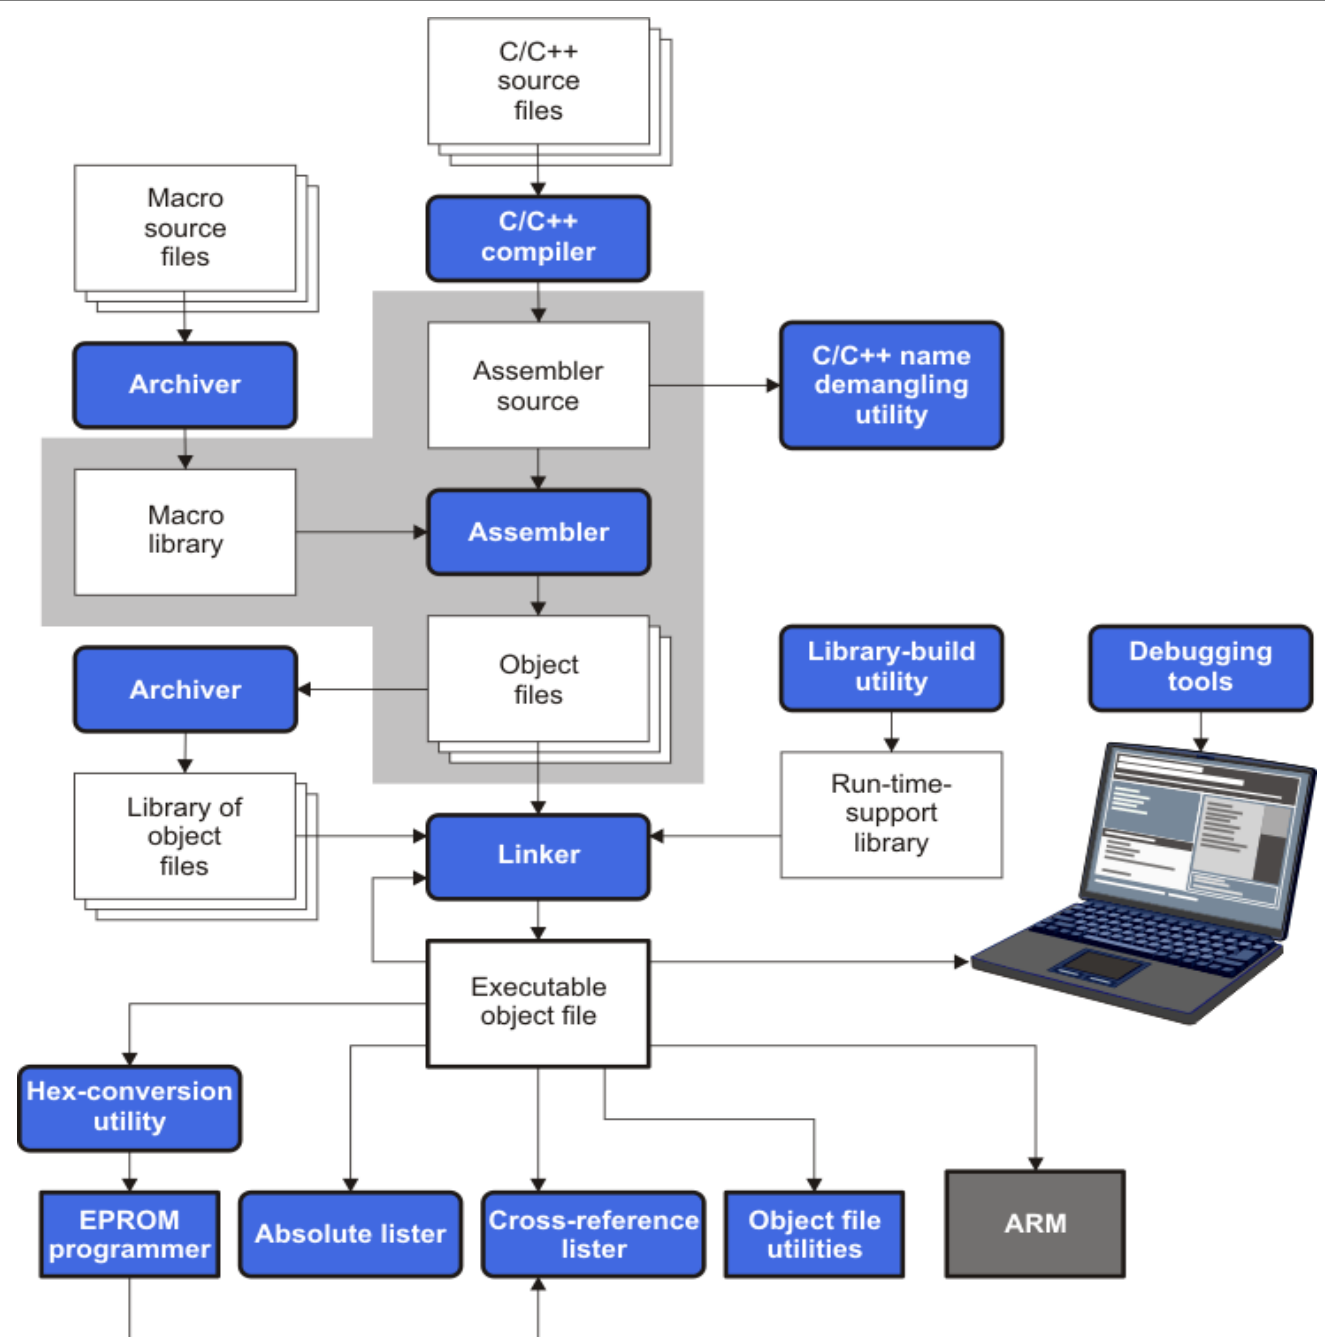 C/C++
source
files
Macro
source
files
C/C++
compiler
Archiver
Assembler
source
C/C++ name
demangling
utility
Macro
library
Assembler
Archiver
Object
files
Library-build
utility
Debugging
tools
Library of
object
files
Linker
Run-time-
support
library
Executable
object file
Hex-conversion
utility
EPROM
programmer
Absolute lister
Cross-reference
lister
Object file
utilities
ARM